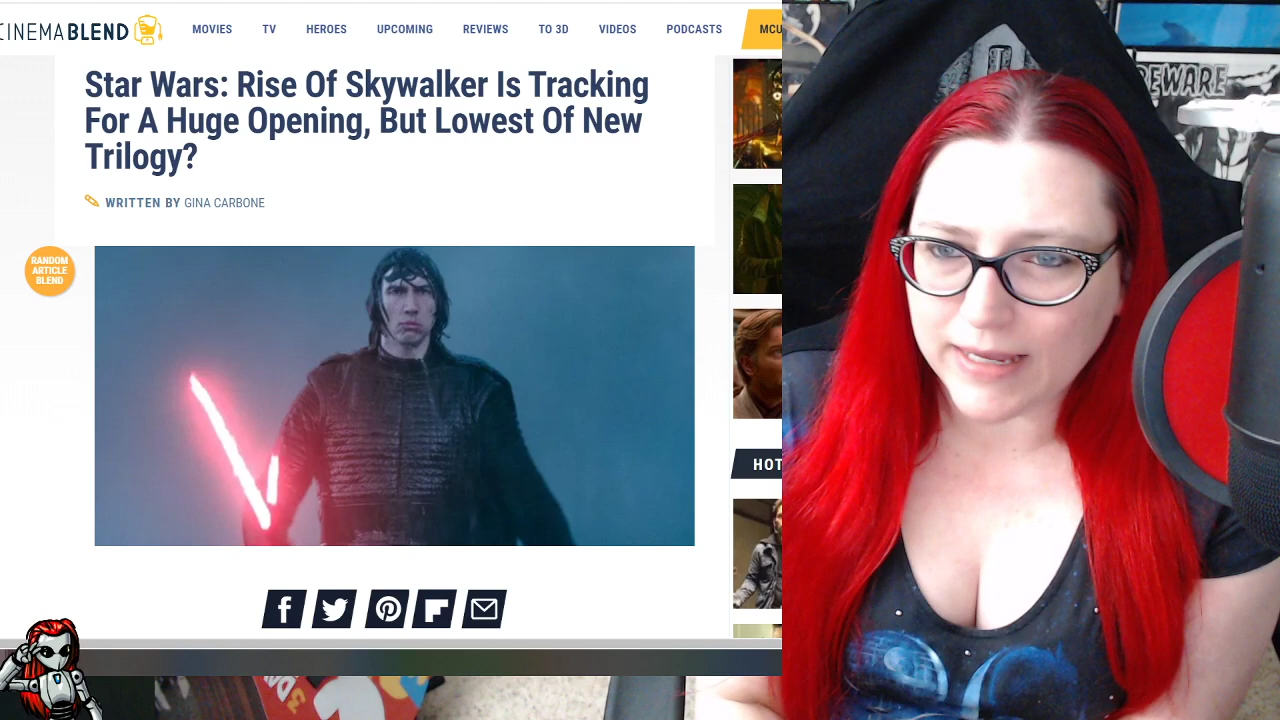 CINEMABLEND
MOVIES TV HEROES UPCOMING REVIEWS TO 3D VIDEOS PODCASTS MCU
Star Wars: Rise Of Skywalker Is Tracking
For A Huge Opening, But Lowest Of New
Trilogy?
WRITTEN BY GINA CARBONE
RANDOM
ARTICLE
BLEND
HOT